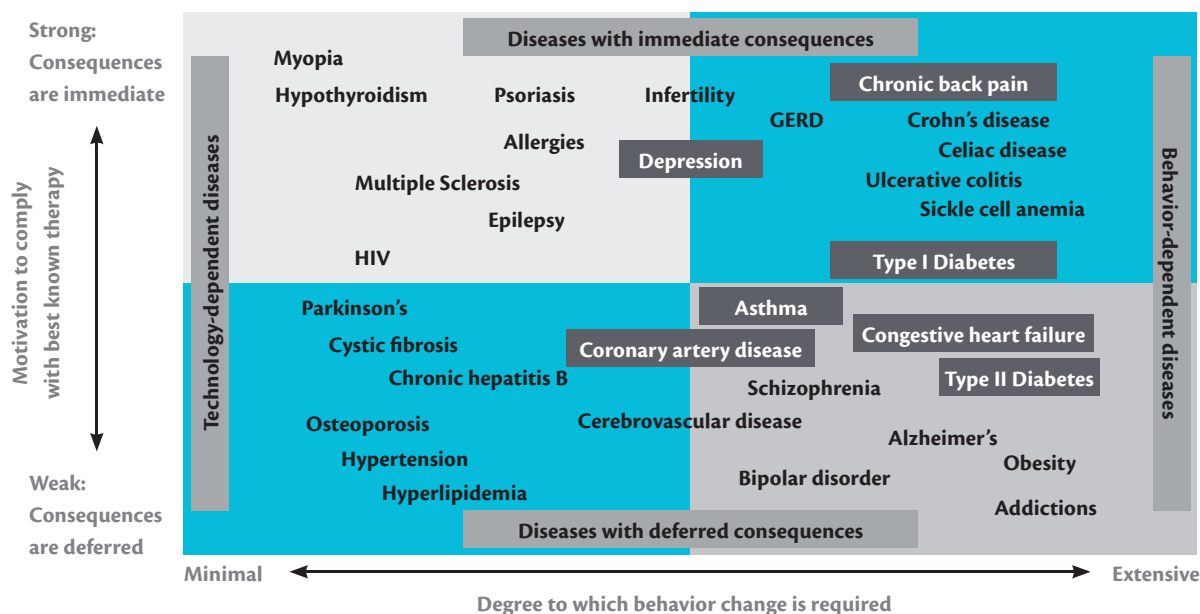 Strong:
Consequences
are immediate
Motivation to comply
with best known therapy
Weak:
Consequences
are deferred
Technology-dependent diseases
Diseases with immediate consequences
Myopia
Hypothyroidism
Psoriasis
Infertility
Allergies
Depression
Multiple Sclerosis
Epilepsy
HIV
Chronic back pain
GERD
Crohn's disease
Celiac disease
Ulcerative colitis
Sickle cell anemia
Type I Diabetes
Behavior-dependent diseases
Parkinson's
Cystic fibrosis
Chronic hepatitis B
Osteoporosis
Hypertension
Hyperlipidemia
Asthma
Coronary artery disease
Congestive heart failure
Type II Diabetes
Schizophrenia
Cerebrovascular disease
Alzheimer's
Obesity
Bipolar disorder
Addictions
Diseases with deferred consequences
Minimal
Extensive
Degree to which behavior change is required